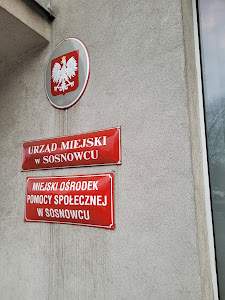 URZĄD MIEJSKI
W SOSNOWCU
MIEJSKI OŚRODEK
POMOCY SPOŁECZNEJ
W SOSNOWCU